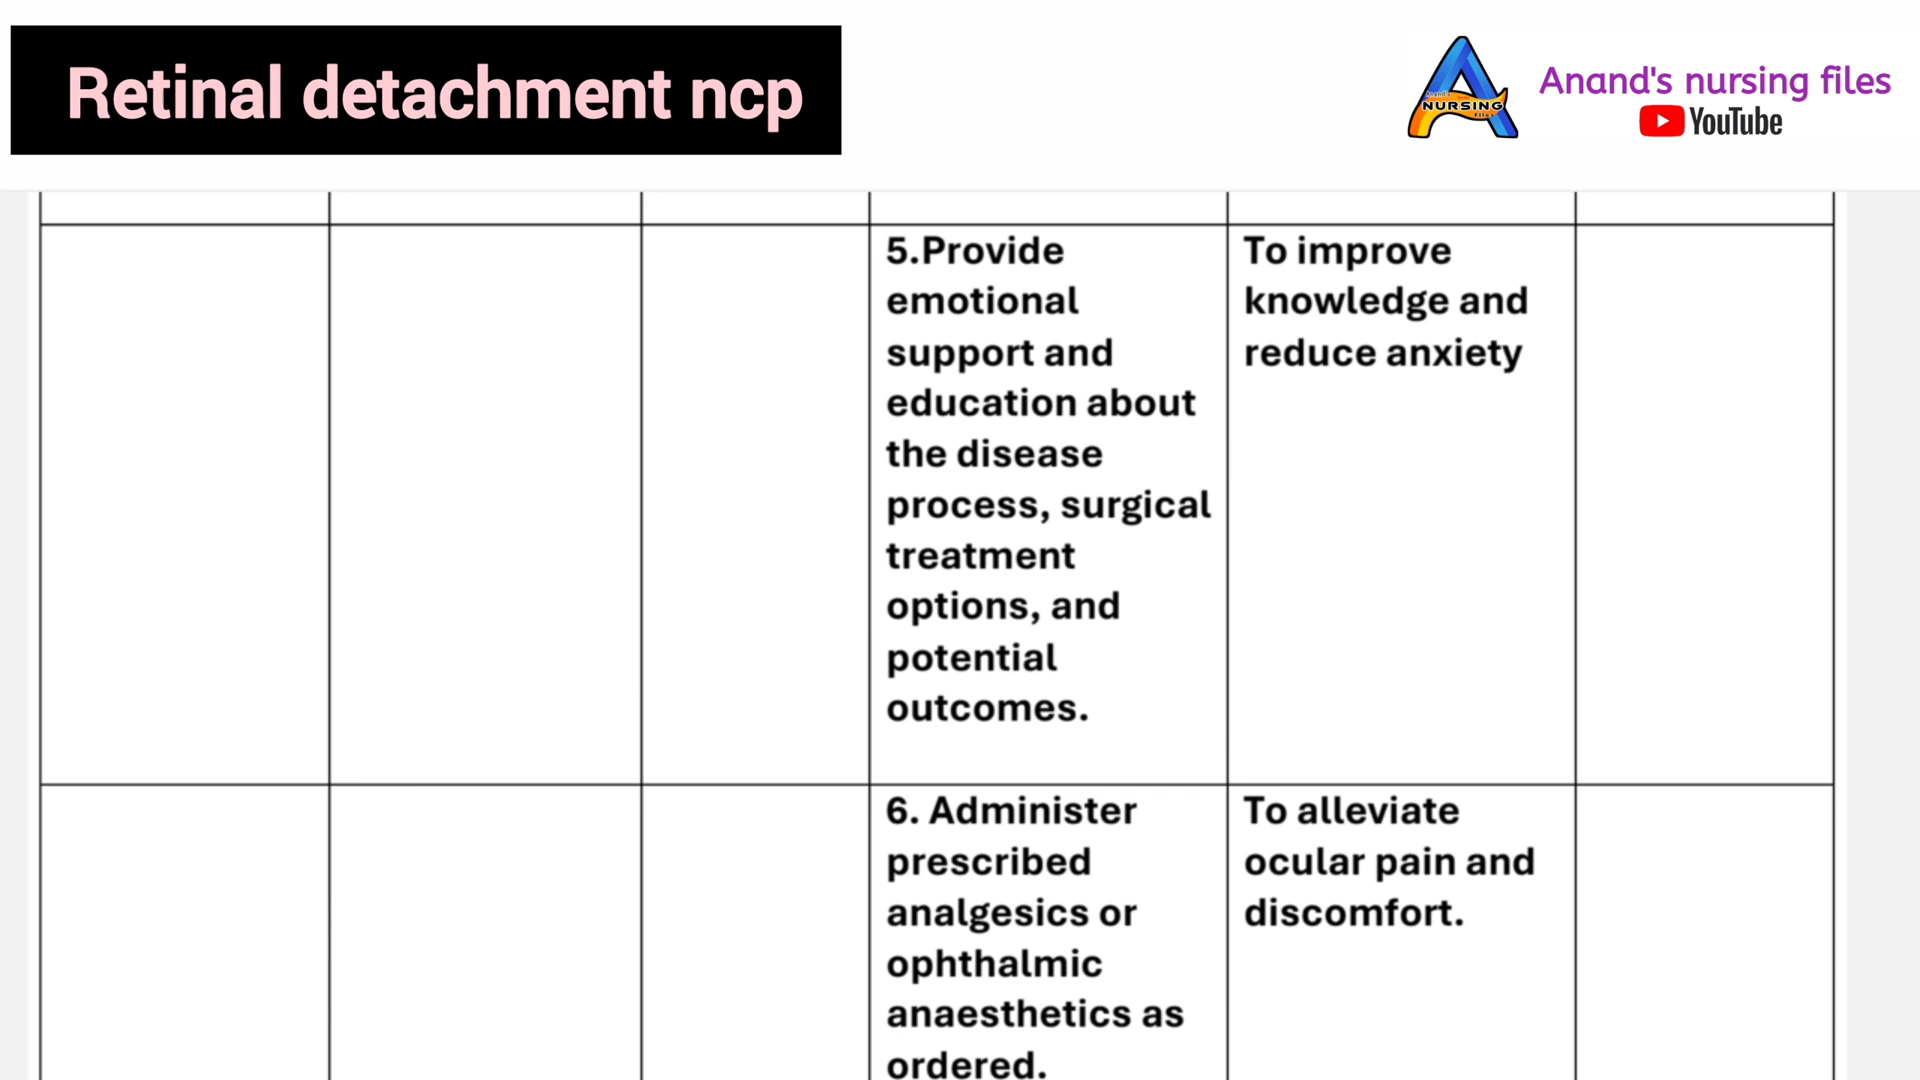 Retinal detachment ncp
NURSING
Anand's nursing files
YouTube
5.Provide
emotional
support and
education about
the disease
process, surgical
treatment
options, and
potential
outcomes.
To improve
knowledge and
reduce anxiety
6. Administer
prescribed
analgesics or
ophthalmic
anaesthetics as
ordered.
To alleviate
ocular pain and
discomfort.